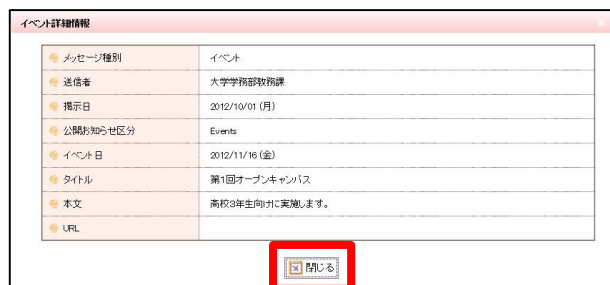 イベント詳細情報
メッセージ種別 イベント
送信者 大学学務部教務課
掲示日 2012/10/01 (月)
公開お知らせ区分 Events
イベント日 2012/11/16 (金)
タイトル 第1回オープンキャンパス
本文 高校3年生向けに実施します。
URL
閉じる